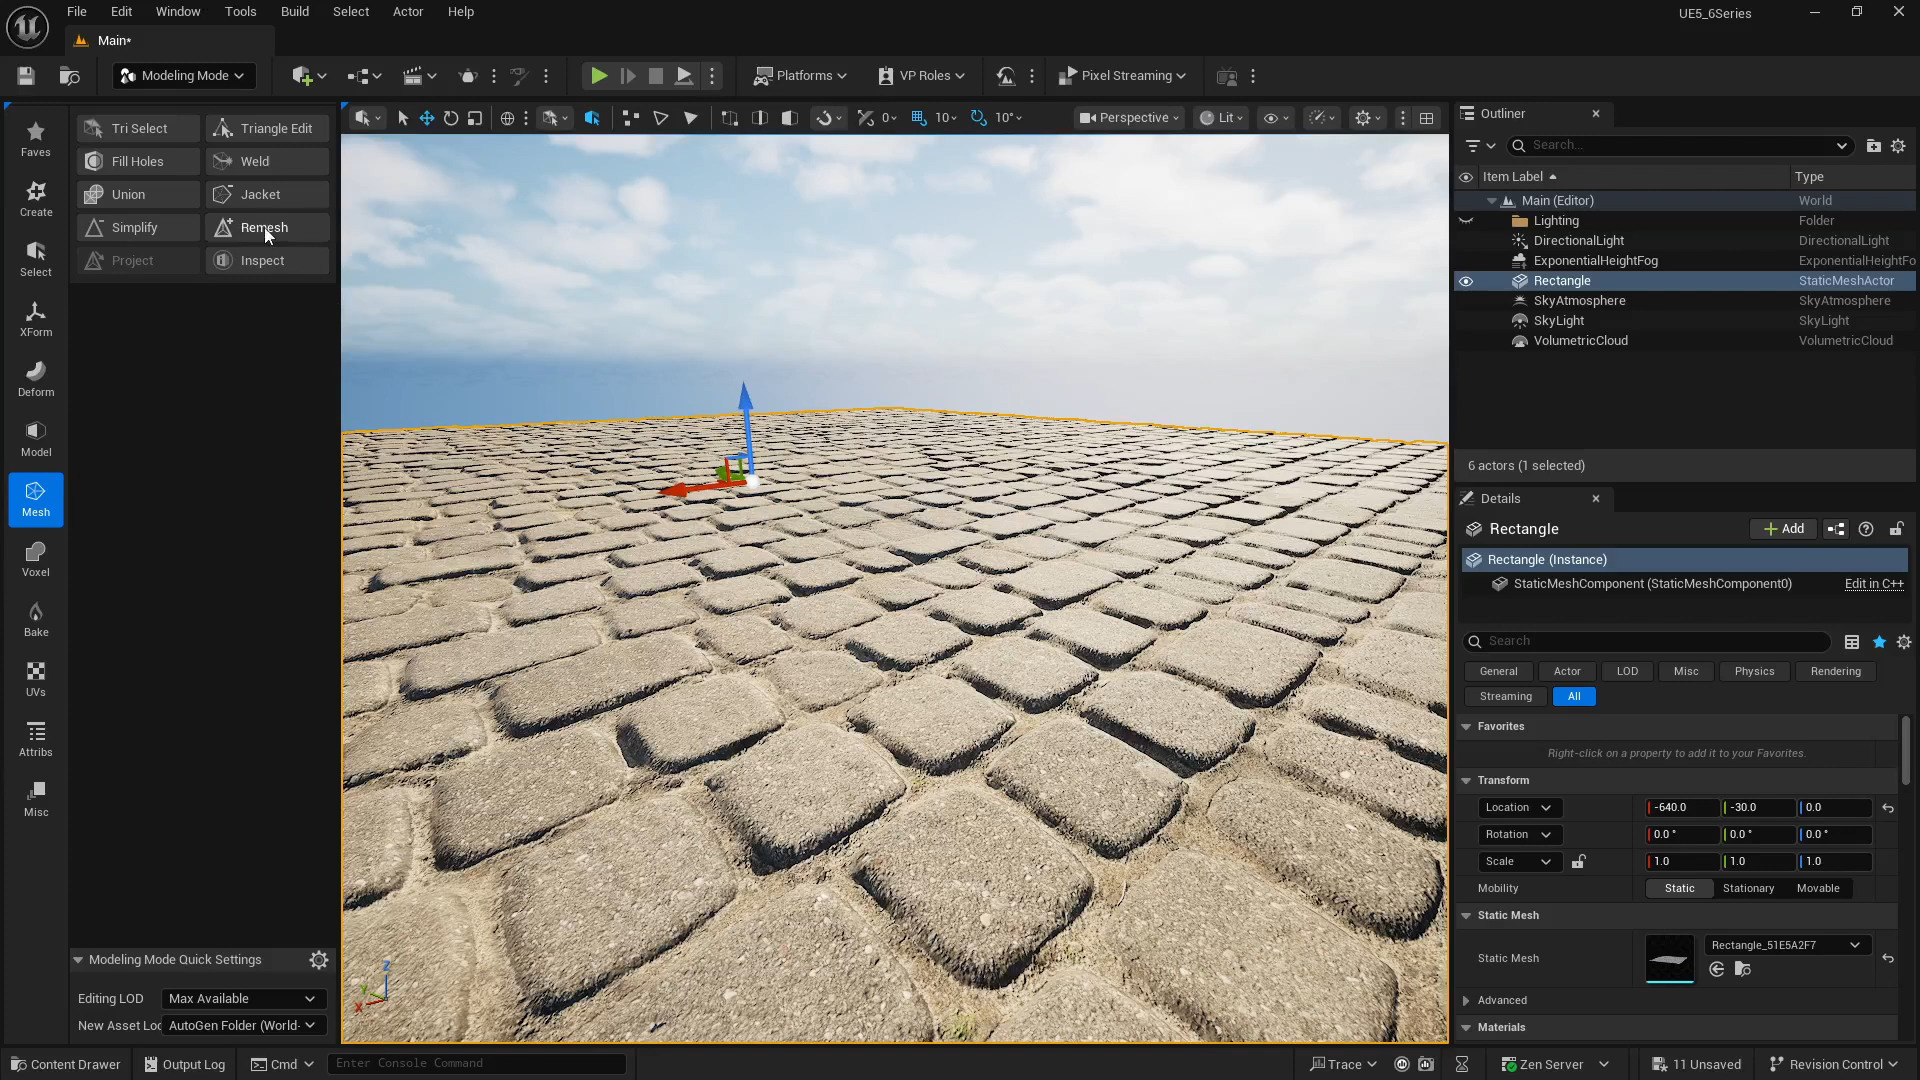 File Edit Window Tools Build Select Actor Help
UE5_6Series
Main*
Modeling Mode
Platforms
VP Roles
Pixel Streaming
Faves
Create
Select
XForm
Deform
Model
Mesh
Voxel
Bake
UVs
Attribs
Misc
Tri Select Triangle Edit
Fill Holes Weld
Union Jacket
Simplify Remesh
Project Inspect
Modeling Mode Quick Settings
Editing LOD Max Available
New Asset Loc AutoGen Folder (World-
0 10 10°
Perspective Lit
Z
Y
X
Outliner
Search...
Item Label Type
Main (Editor) World
Lighting Folder
DirectionalLight DirectionalLight
ExponentialHeightFog ExponentialHeightFo
Rectangle StaticMeshActor
SkyAtmosphere SkyAtmosphere
SkyLight SkyLight
VolumetricCloud VolumetricCloud
6 actors (1 selected)
Details
Rectangle
Add
Rectangle (Instance)
StaticMeshComponent (StaticMeshComponent0) Edit in C++
Search
General Actor LOD Misc Physics Rendering
Streaming All
Favorites
Right-click on a property to add it to your Favorites.
Transform
Location -640.0 -30.0 0.0
Rotation 0.0 ° 0.0 ° 0.0 °
Scale 1.0 1.0 1.0
Mobility Static Stationary Movable
Static Mesh
Static Mesh Rectangle_51E5A2F7
Advanced
Materials
Content Drawer Output Log Cmd Enter Console Command
Trace Zen Server 11 Unsaved Revision Control